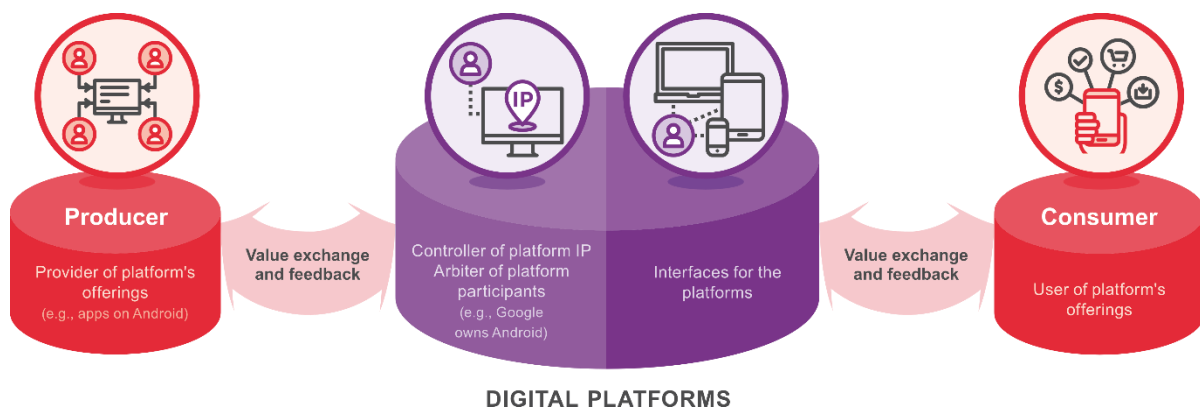 IP
Producer
Provider of platform's
offerings
(e.g., apps on Android)
Value exchange
and feedback
Controller of platform IP
Arbiter of platform
participants
(e.g., Google
owns Android)
Interfaces for the
platforms
Value exchange
and feedback
$
Consumer
User of platform's
offerings
DIGITAL PLATFORMS